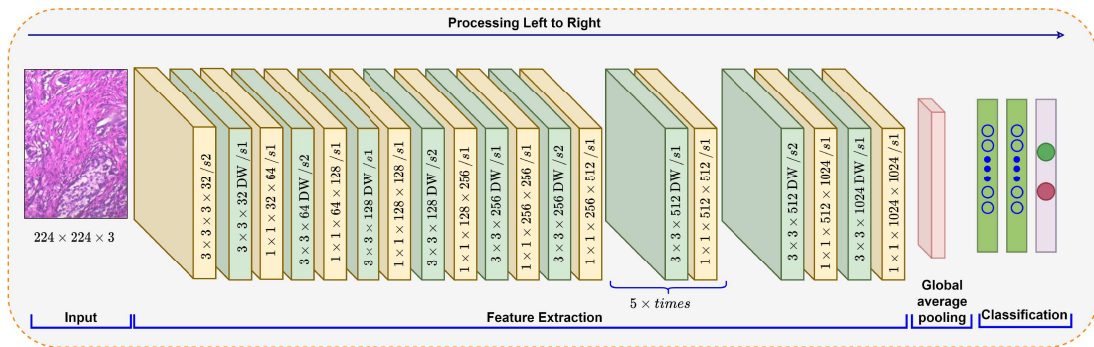 Processing Left to Right
224 × 224 × 3
3 × 3 × 3 × 32 /s2
3 × 3 × 32 DW /s1
1 × 1 × 32 × 64 /s1
3 × 3 × 64 DW /s2
1 × 1 × 64 × 128 /s1
3 × 3 × 128 DW /s1
1 × 1 × 128 × 128 /s1
3 × 3 × 128 DW /s2
1 × 1 × 128 × 256 /s1
3 × 3 × 256 DW /s1
1 × 1 × 256 × 256 /s1
3 × 3 × 256 DW /s2
1 × 1 × 256 × 512 /s1
3 × 3 × 512 DW /s1
1 × 1 × 512 × 512 /s1
5 × times
3 × 3 × 512 DW /s2
1 × 1 × 512 × 1024 /s1
3 × 3 × 1024 DW /s1
1 × 1 × 1024 × 1024 /s1
Input
Feature Extraction
Global
average
pooling
Classification